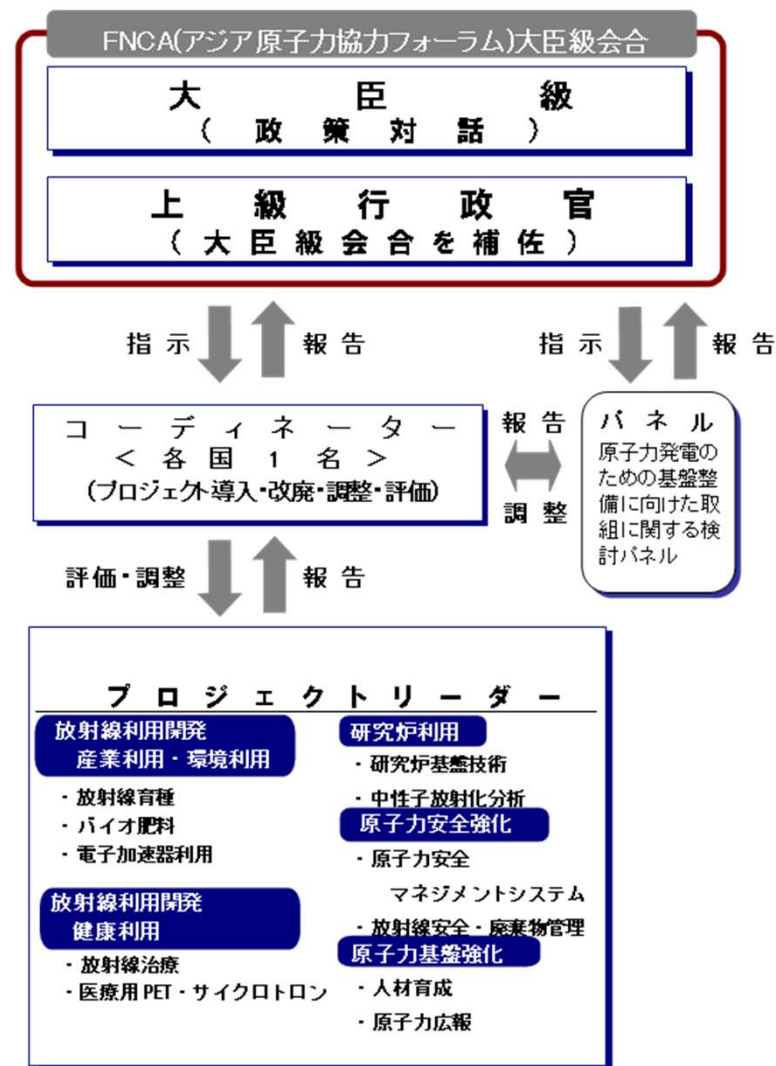 FNCA(アジア原子力協力フォーラム)大臣級会合
大臣級
(政策対話)
上級行政官
(大臣級会合を補佐)
指示
報告
指示
報告
コーディネーター
<各国1名>
(プロジェクト導入・改廃・調整・評価)
報告
調整
パネル
原子力発電の
ための基盤整
備に向けた取
組に関する検
討パネル
評価・調整
報告
プロジェクトリーダー
放射線利用開発
産業利用・環境利用
・放射線育種
・バイオ肥料
・電子加速器利用
放射線利用開発
健康利用
・放射線治療
・医療用PET・サイクロトロン
研究炉利用
・研究炉基盤技術
・中性子放射化分析
原子力安全強化
・原子力安全
マネジメントシステム
・放射線安全・廃棄物管理
原子力基盤強化
・人材育成
・原子力広報